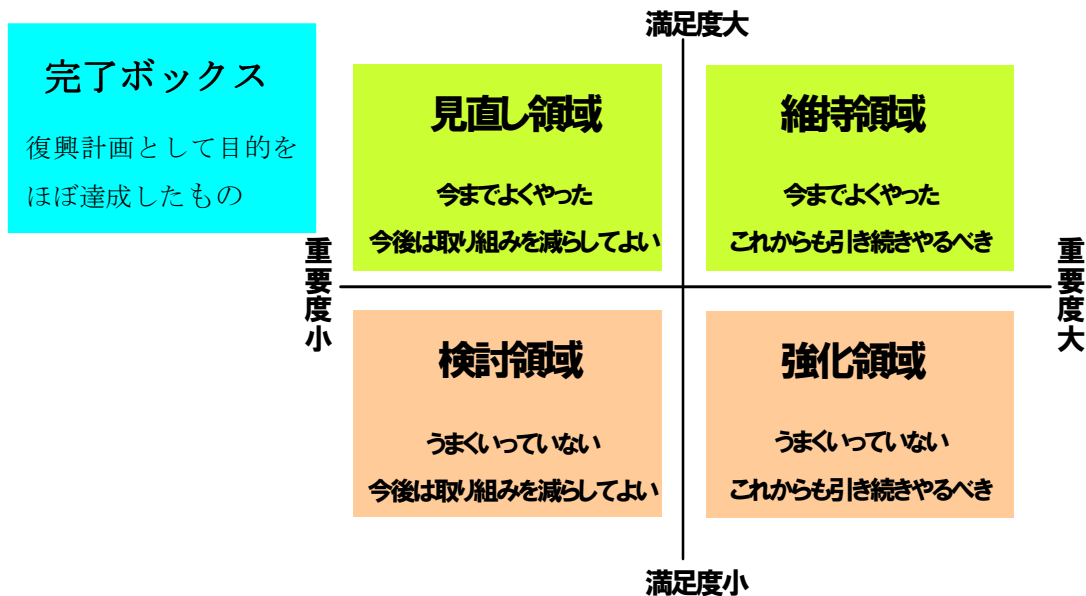 満足度大
完了ボックス
復興計画として目的を
ほぼ達成したもの
見直し領域
今までよくやった
今後は取り組みを減らしてよい
維持領域
今までよくやった
これからも引き続きやるべき
重要度小
重要度大
検討領域
うまくいっていない
今後は取り組みを減らしてよい
強化領域
うまくいっていない
これからも引き続きやるべき
満足度小